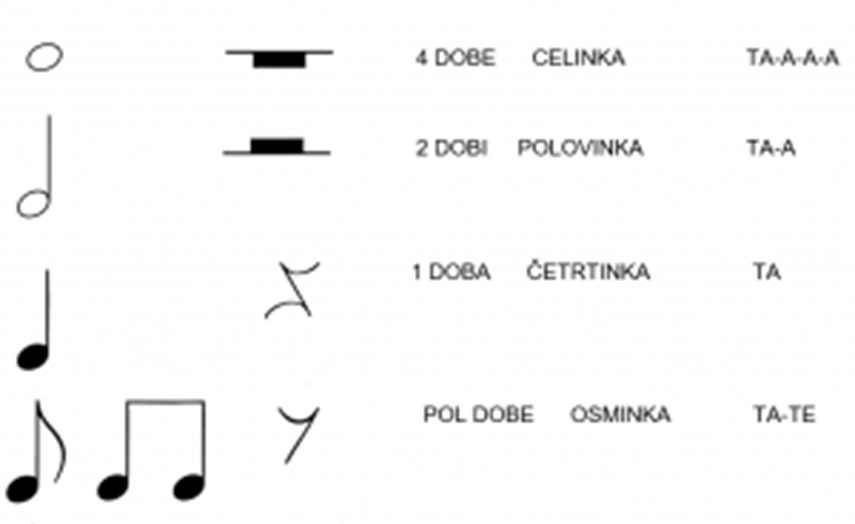 4 DOBE CELINKA TA-A-A-A
2 DOBI POLOVINKA TA-A
1 DOBA ČETRTINKA TA
POL DOBE OSMINKA TA-TE